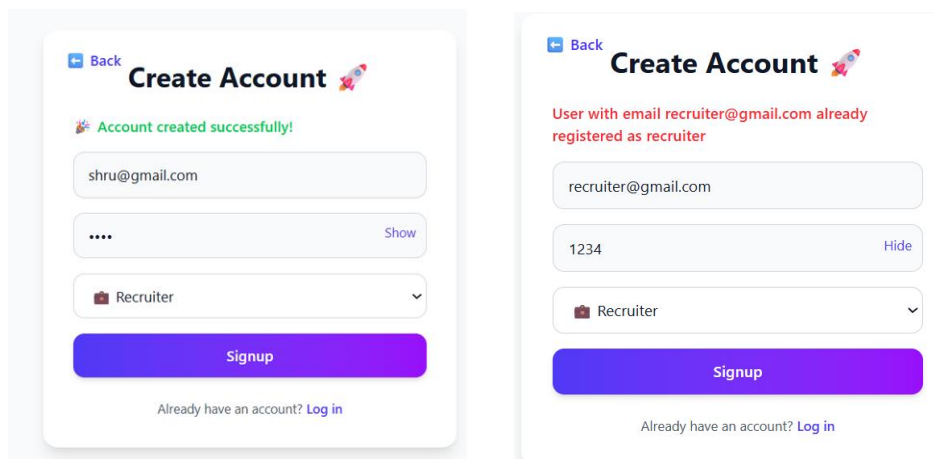 Back
Create Account 🚀
🎉 Account created successfully!
shru@gmail.com
••••
Show
💼 Recruiter
Signup
Already have an account? Log in
Back
Create Account 🚀
User with email recruiter@gmail.com already
registered as recruiter
recruiter@gmail.com
1234
Hide
💼 Recruiter
Signup
Already have an account? Log in